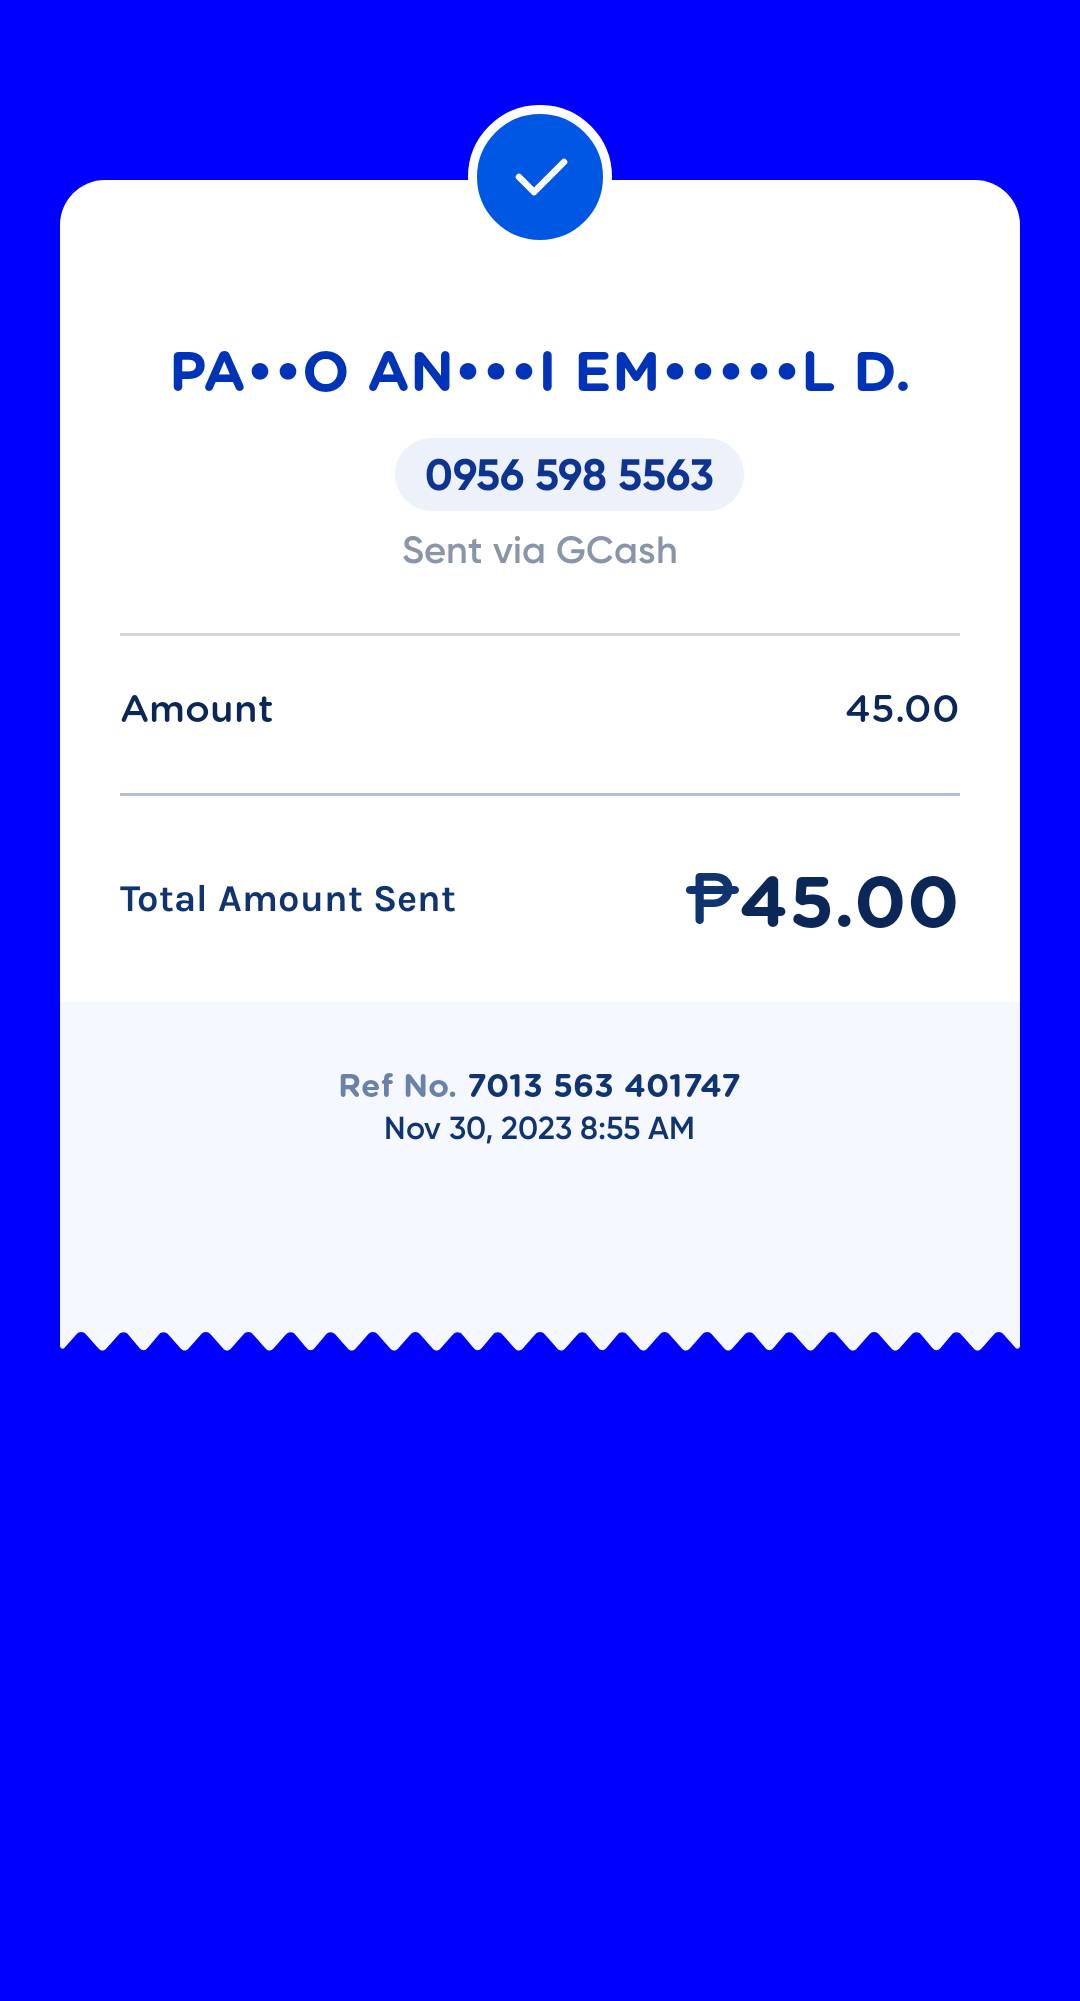 PA••O AN•••I EM•••••L D.
0956 598 5563
Sent via GCash
Amount 45.00
Total Amount Sent ₱45.00
Ref No. 7013 563 401747
Nov 30, 2023 8:55 AM